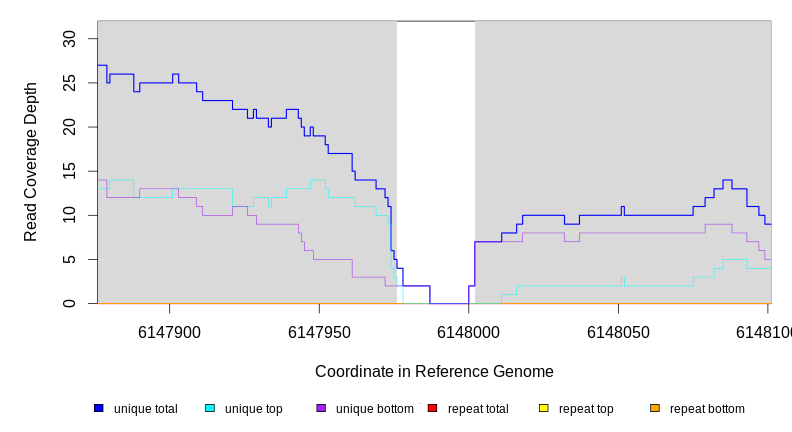 Read Coverage Depth
30
25
20
15
10
5
0
6147900 6147950 6148000 6148050 614810
Coordinate in Reference Genome
unique total unique top unique bottom repeat total repeat top repeat bottom